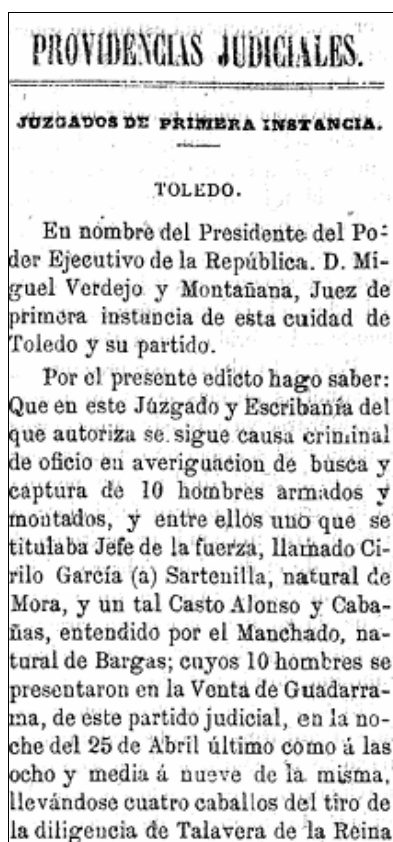 PROVIDENCIAS JUDICIALES.
JUZGADOS DE PRIMERA INSTANCIA.
TOLEDO.
En nombre del Presidente del Po-
der Ejecutivo de la República. D. Mi-
guel Verdejo y Montañana, Juez de
primera instancia de esta cuidad de
Toledo y su partido.
Por el presente edicto hago saber:
Que en este Júzgado y Escribanía del
que autoriza se sigue causa criminal
de oficio en averiguacion de busca y
captura de 10 hombres armados y
montados, y entre ellos uno que se
titulaba Jefe de la fuerza, llamado Ci-
rilo García (a) Sartenilla, natural de
Mora, y un tal Casto Alonso y Caba-
ñas, entendido por el Manchado, na-
tural de Bargas; cuyos 10 hombres se
presentaron en la Venta de Guadarra-
ma, de este partido judicial, en la no-
che del 25 de Abril último como á las
ocho y media á nueve de la misma,
llevándose cuatro caballos del tiro de
la diligencia de Talavera de la Reina